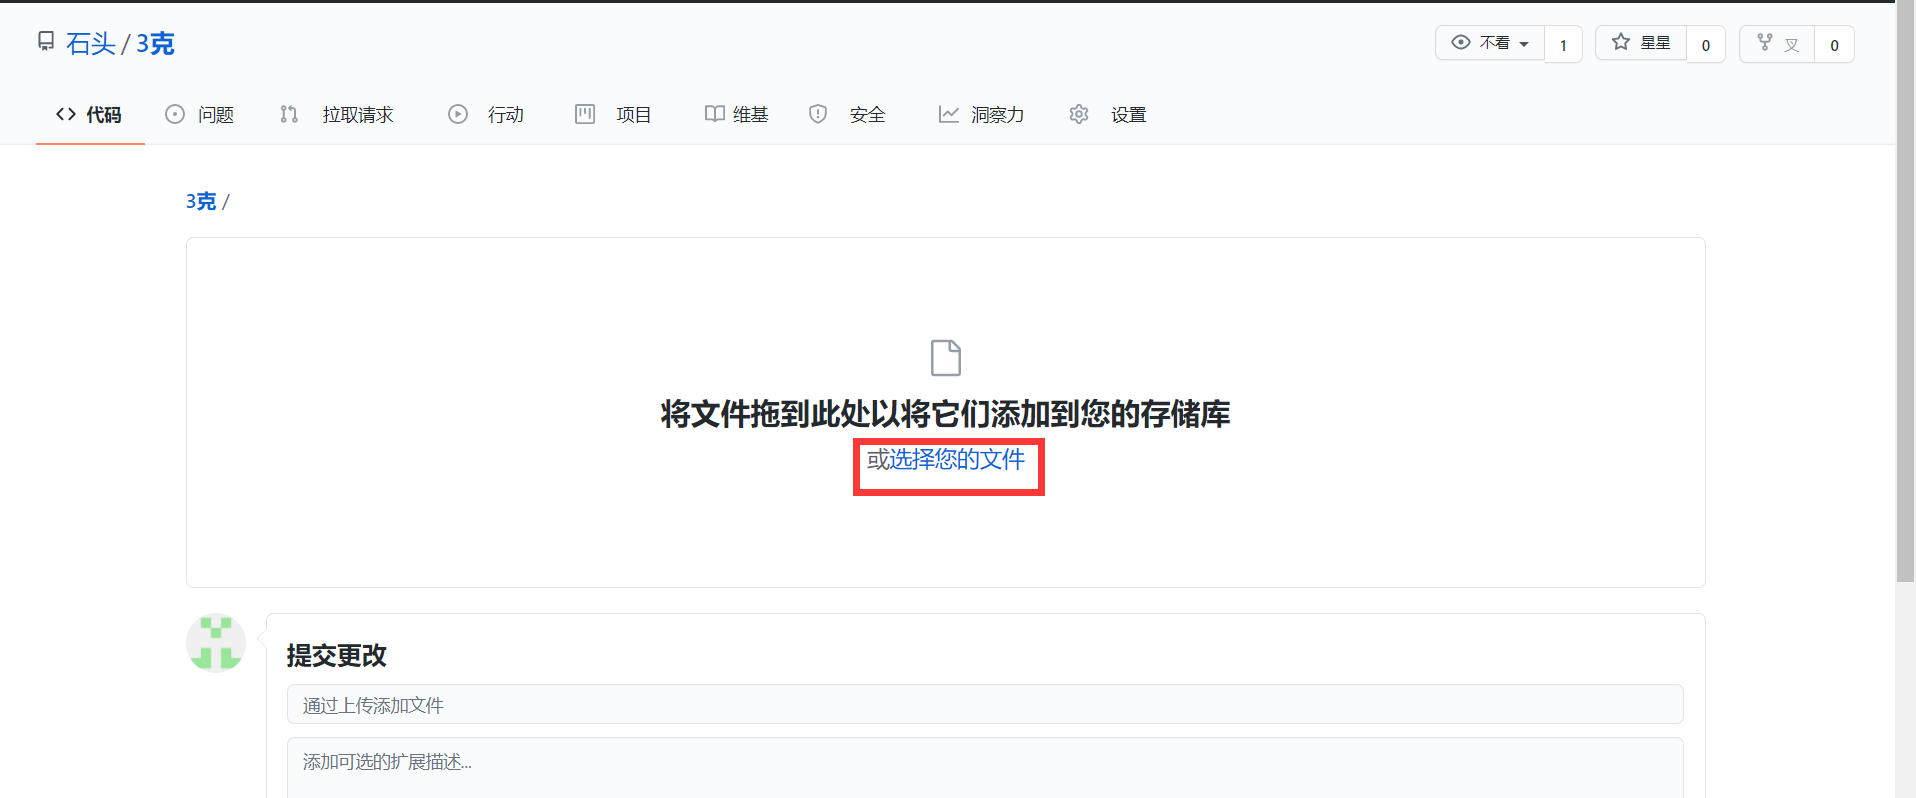 石头 / 3克
不看 1 星星 0 叉 0
代码 问题 拉取请求 行动 项目 维基 安全 洞察力 设置
3克 /
将文件拖到此处以将它们添加到您的存储库
或选择您的文件
提交更改
通过上传添加文件
添加可选的扩展描述...